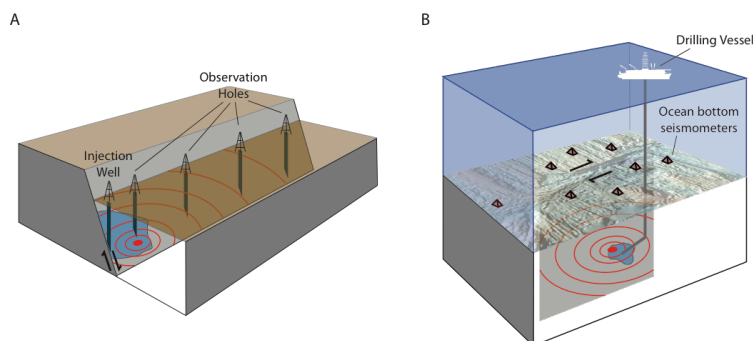 A
Observation
Holes
Injection
Well
B
Drilling Vessel
Ocean bottom
seismometers